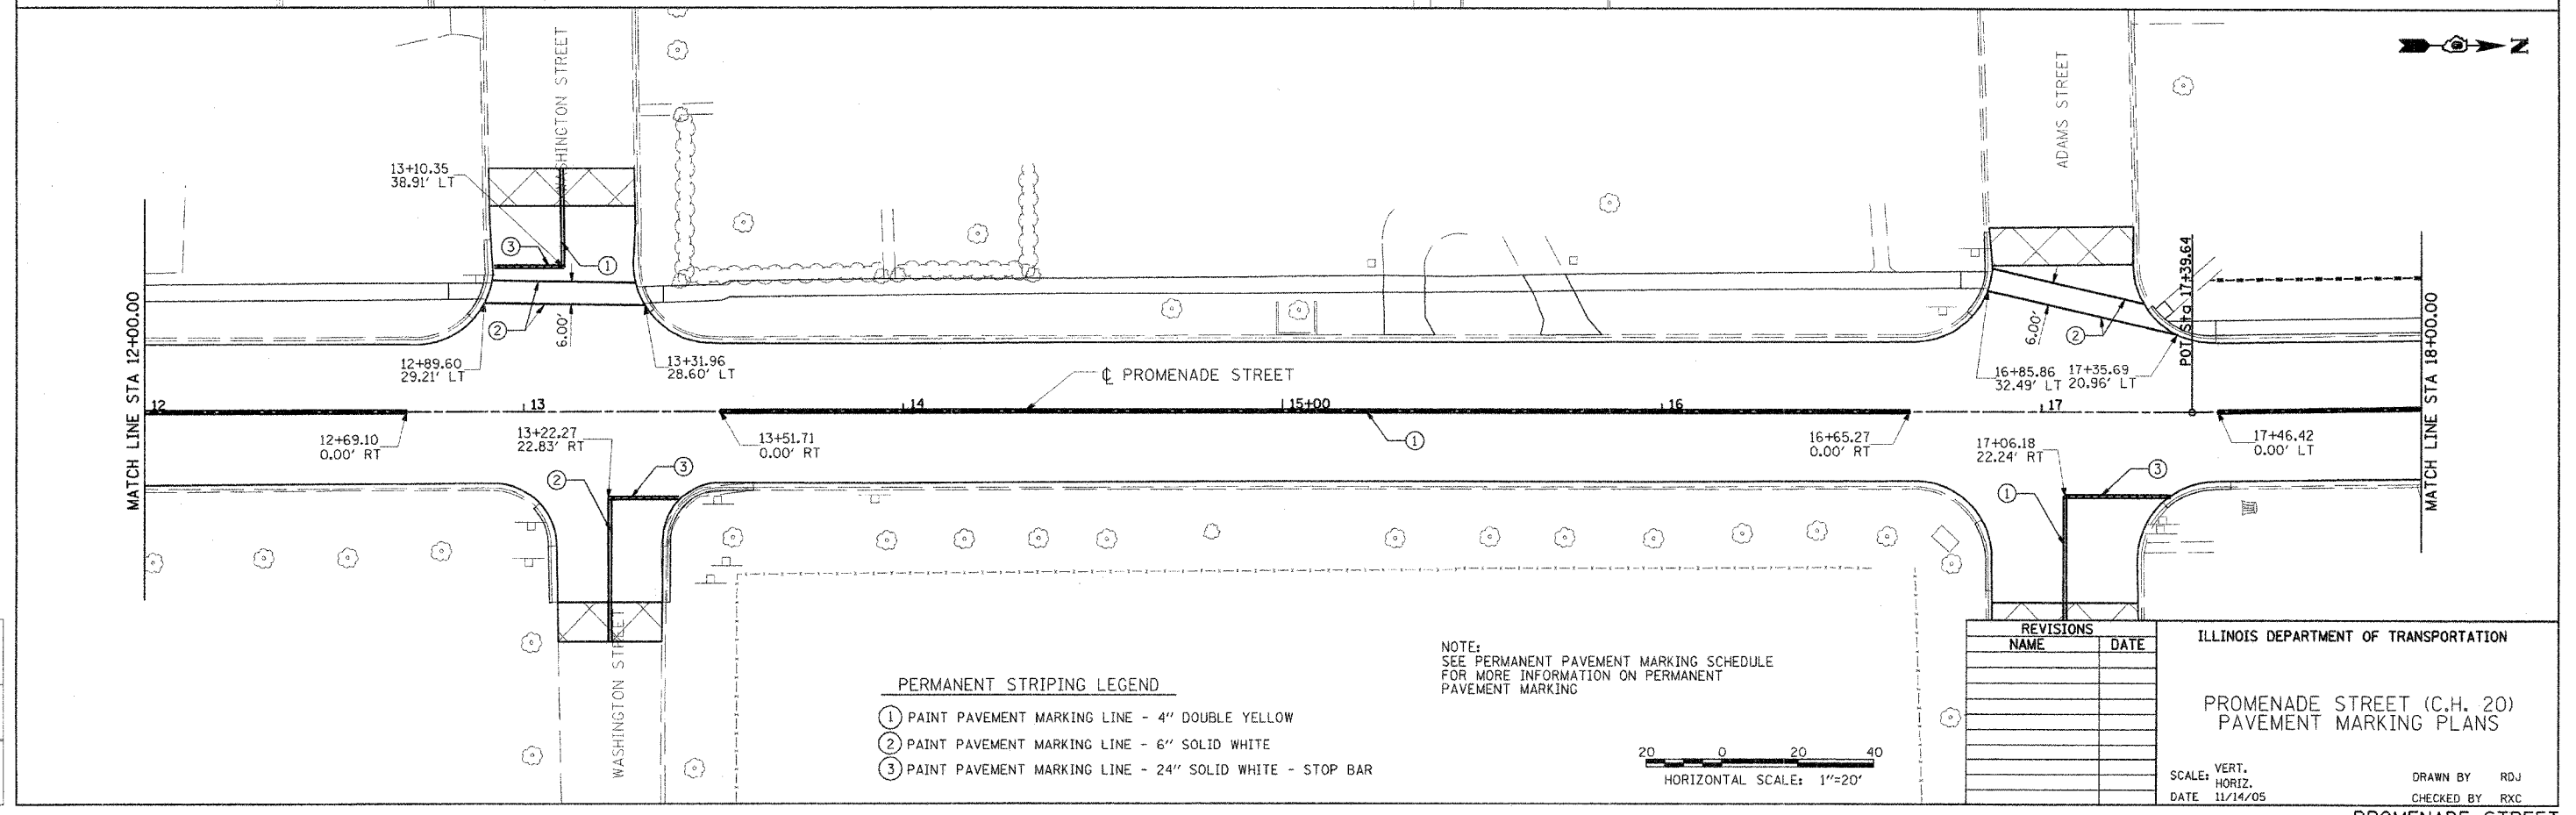 SHINGTON STREET
ADAMS STREET
N
13+10.35
38.91' LT
3
1
2
6.00'
12+89.60
29.21' LT
13+31.96
28.60' LT
MATCH LINE STA 12+00.00
℄ PROMENADE STREET
6.00'
2
16+85.86
32.49' LT
17+35.69
20.96' LT
POT Sta 17+39.64
MATCH LINE STA 18+00.00
12
13
14
15+00
16
17
12+69.10
0.00' RT
13+22.27
22.83' RT
13+51.71
0.00' RT
1
16+65.27
0.00' RT
17+06.18
22.24' RT
17+46.42
0.00' LT
2
3
1
3
WASHINGTON STREET
PERMANENT STRIPING LEGEND
1 PAINT PAVEMENT MARKING LINE - 4" DOUBLE YELLOW
2 PAINT PAVEMENT MARKING LINE - 6" SOLID WHITE
3 PAINT PAVEMENT MARKING LINE - 24" SOLID WHITE - STOP BAR
NOTE:
SEE PERMANENT PAVEMENT MARKING SCHEDULE
FOR MORE INFORMATION ON PERMANENT
PAVEMENT MARKING
20 0 20 40
HORIZONTAL SCALE: 1"=20'
REVISIONS
NAME DATE
ILLINOIS DEPARTMENT OF TRANSPORTATION
PROMENADE STREET (C.H. 20)
PAVEMENT MARKING PLANS
SCALE: VERT.
HORIZ.
DATE 11/14/05
DRAWN BY RDJ
CHECKED BY RXC
PROMENADE STREET